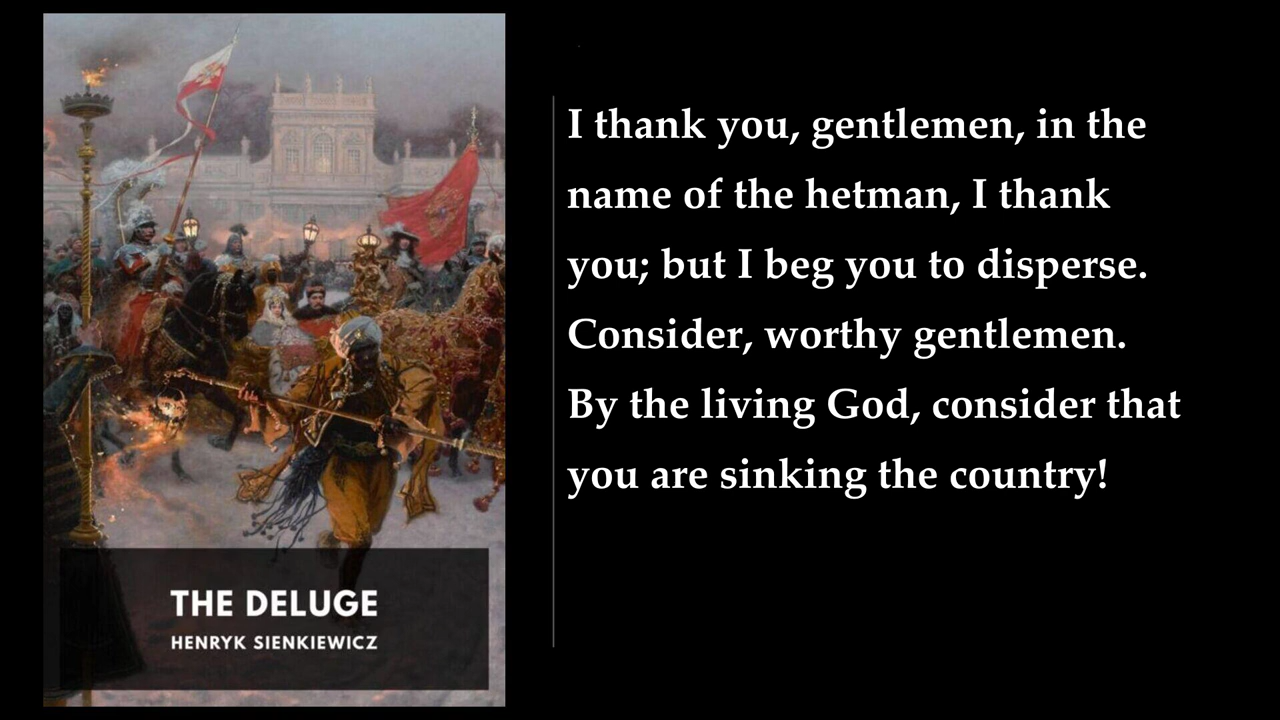 THE DELUGE
HENRYK SIENKIEWICZ
I thank you, gentlemen, in the
name of the hetman, I thank
you; but I beg you to disperse.
Consider, worthy gentlemen.
By the living God, consider that
you are sinking the country!